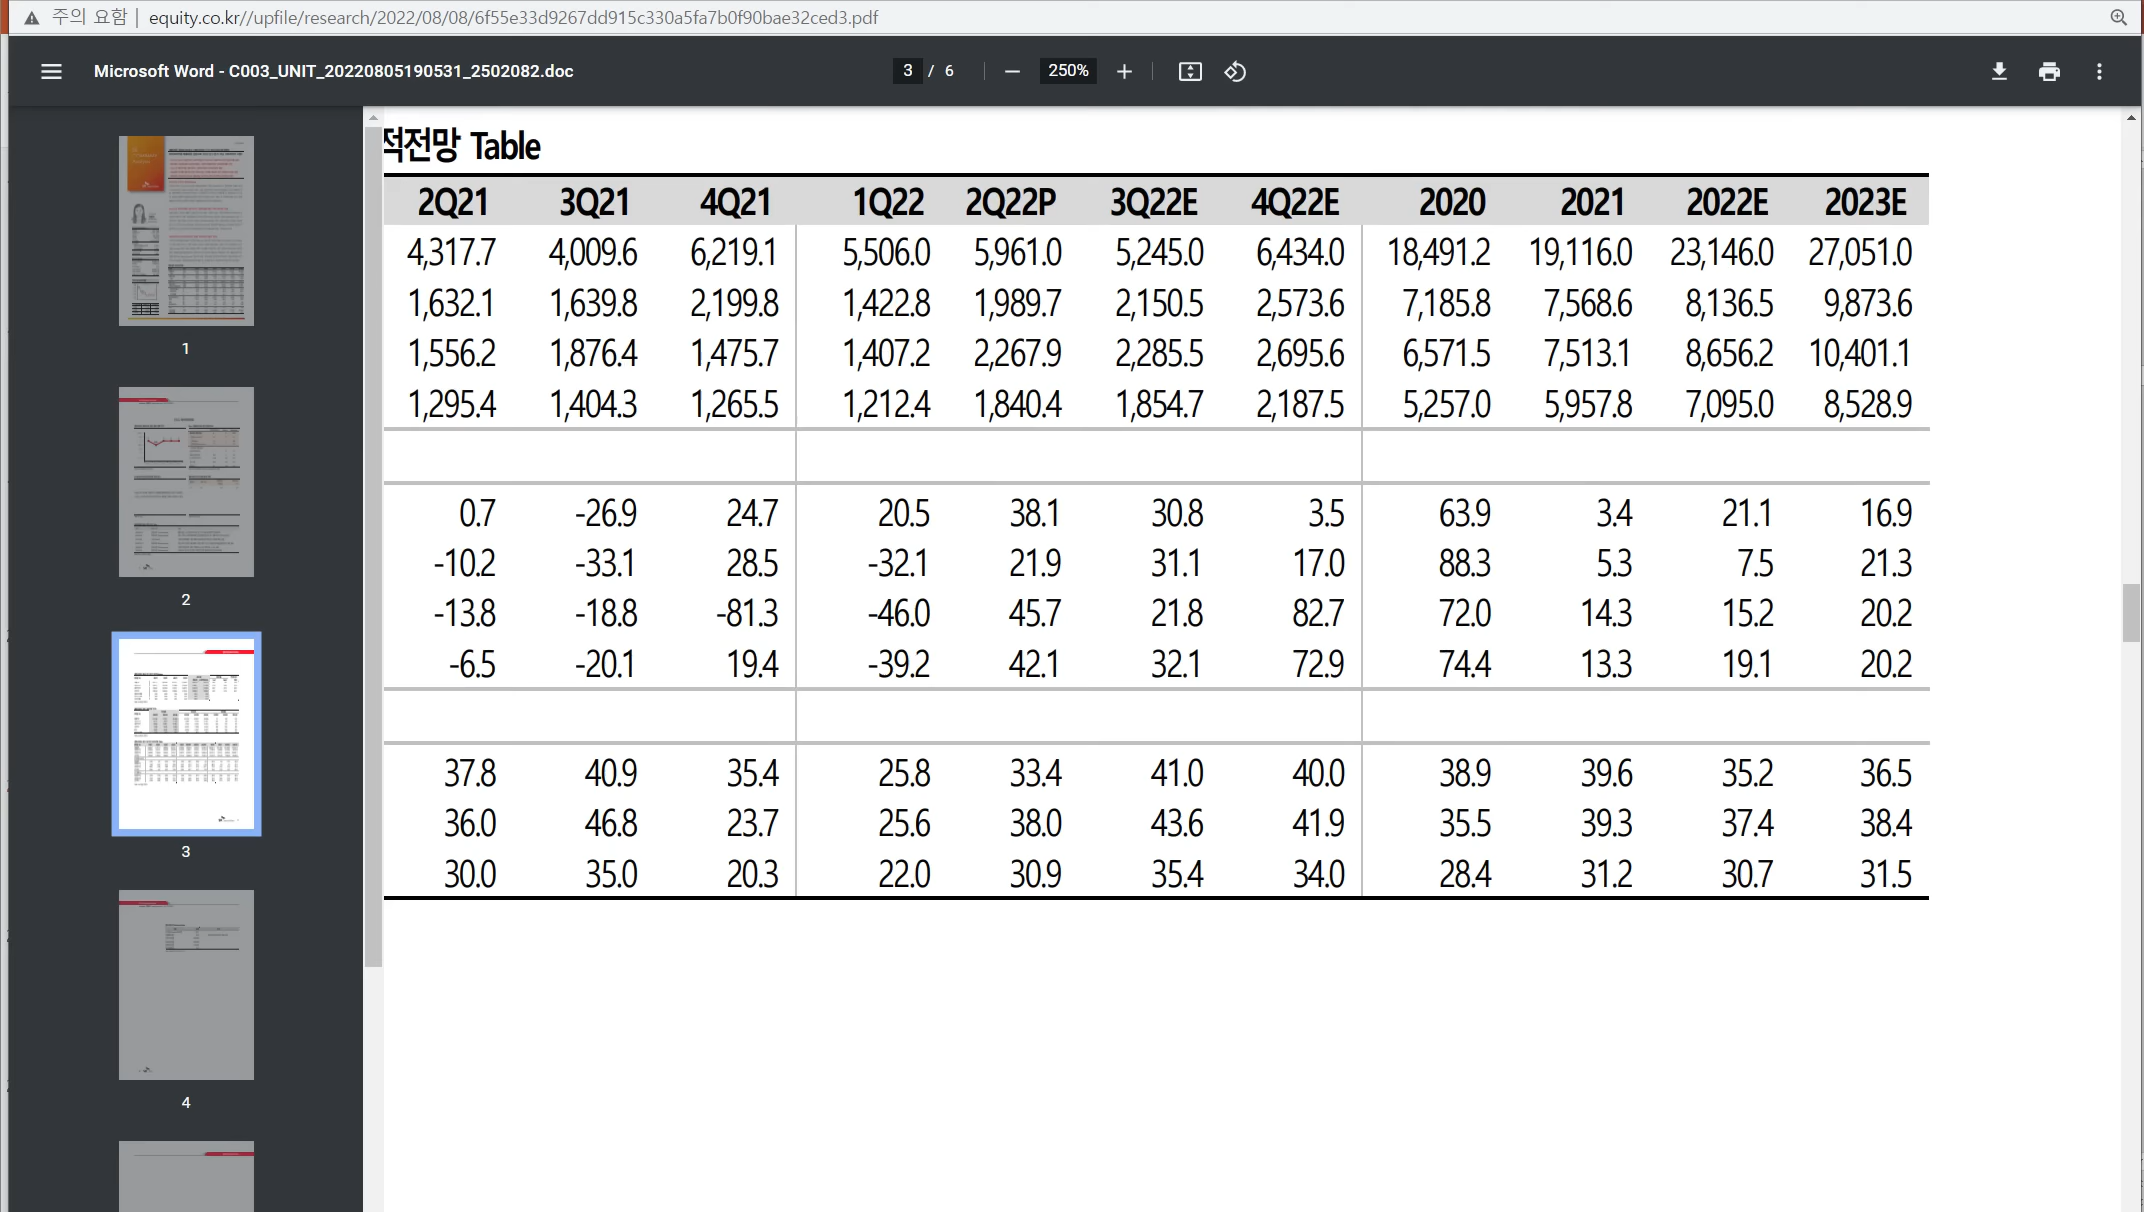 주의 요함 | equity.co.kr//upfile/research/2022/08/08/6f55e33d9267dd915c330a5fa7b0f90bae32ced3.pdf
Microsoft Word - C003_UNIT_20220805190531_2502082.doc
3 / 6
250%
적전망 Table
2Q21 3Q21 4Q21 1Q22 2Q22P 3Q22E 4Q22E 2020 2021 2022E 2023E
4,317.7 4,009.6 6,219.1 5,506.0 5,961.0 5,245.0 6,434.0 18,491.2 19,116.0 23,146.0 27,051.0
1,632.1 1,639.8 2,199.8 1,422.8 1,989.7 2,150.5 2,573.6 7,185.8 7,568.6 8,136.5 9,873.6
1,556.2 1,876.4 1,475.7 1,407.2 2,267.9 2,285.5 2,695.6 6,571.5 7,513.1 8,656.2 10,401.1
1,295.4 1,404.3 1,265.5 1,212.4 1,840.4 1,854.7 2,187.5 5,257.0 5,957.8 7,095.0 8,528.9
0.7 -26.9 24.7 20.5 38.1 30.8 3.5 63.9 3.4 21.1 16.9
-10.2 -33.1 28.5 -32.1 21.9 31.1 17.0 88.3 5.3 7.5 21.3
-13.8 -18.8 -81.3 -46.0 45.7 21.8 82.7 72.0 14.3 15.2 20.2
-6.5 -20.1 19.4 -39.2 42.1 32.1 72.9 74.4 13.3 19.1 20.2
37.8 40.9 35.4 25.8 33.4 41.0 40.0 38.9 39.6 35.2 36.5
36.0 46.8 23.7 25.6 38.0 43.6 41.9 35.5 39.3 37.4 38.4
30.0 35.0 20.3 22.0 30.9 35.4 34.0 28.4 31.2 30.7 31.5
1
2
3
4